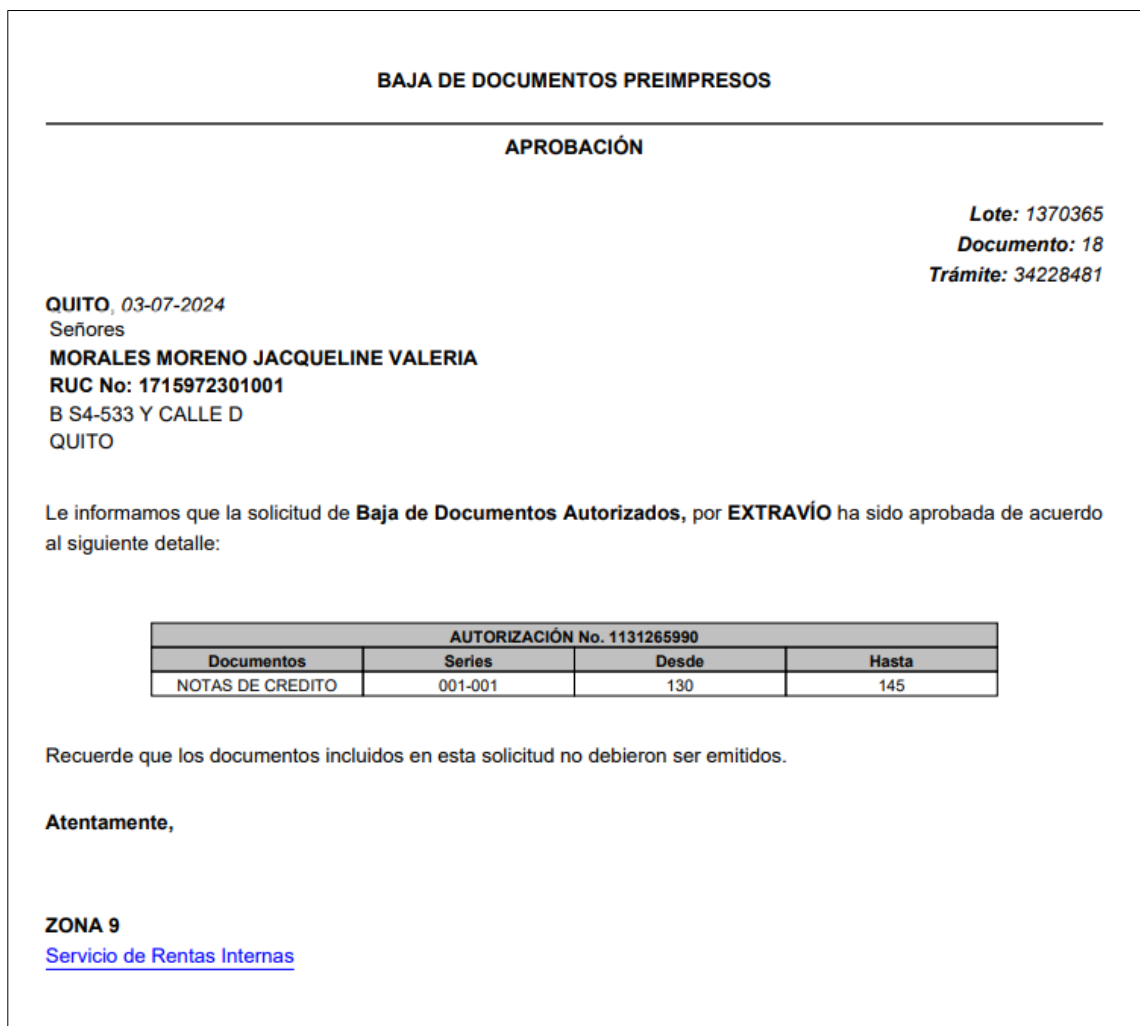 BAJA DE DOCUMENTOS PREIMPRESOS
APROBACIÓN
Lote: 1370365
Documento: 18
Trámite: 34228481
QUITO, 03-07-2024
Señores
MORALES MORENO JACQUELINE VALERIA
RUC No: 1715972301001
B S4-533 Y CALLE D
QUITO
Le informamos que la solicitud de Baja de Documentos Autorizados, por EXTRAVÍO ha sido aprobada de acuerdo
al siguiente detalle:
AUTORIZACIÓN No. 1131265990
Documentos Series Desde Hasta
NOTAS DE CREDITO 001-001 130 145
Recuerde que los documentos incluidos en esta solicitud no debieron ser emitidos.
Atentamente,
ZONA 9
Servicio de Rentas Internas